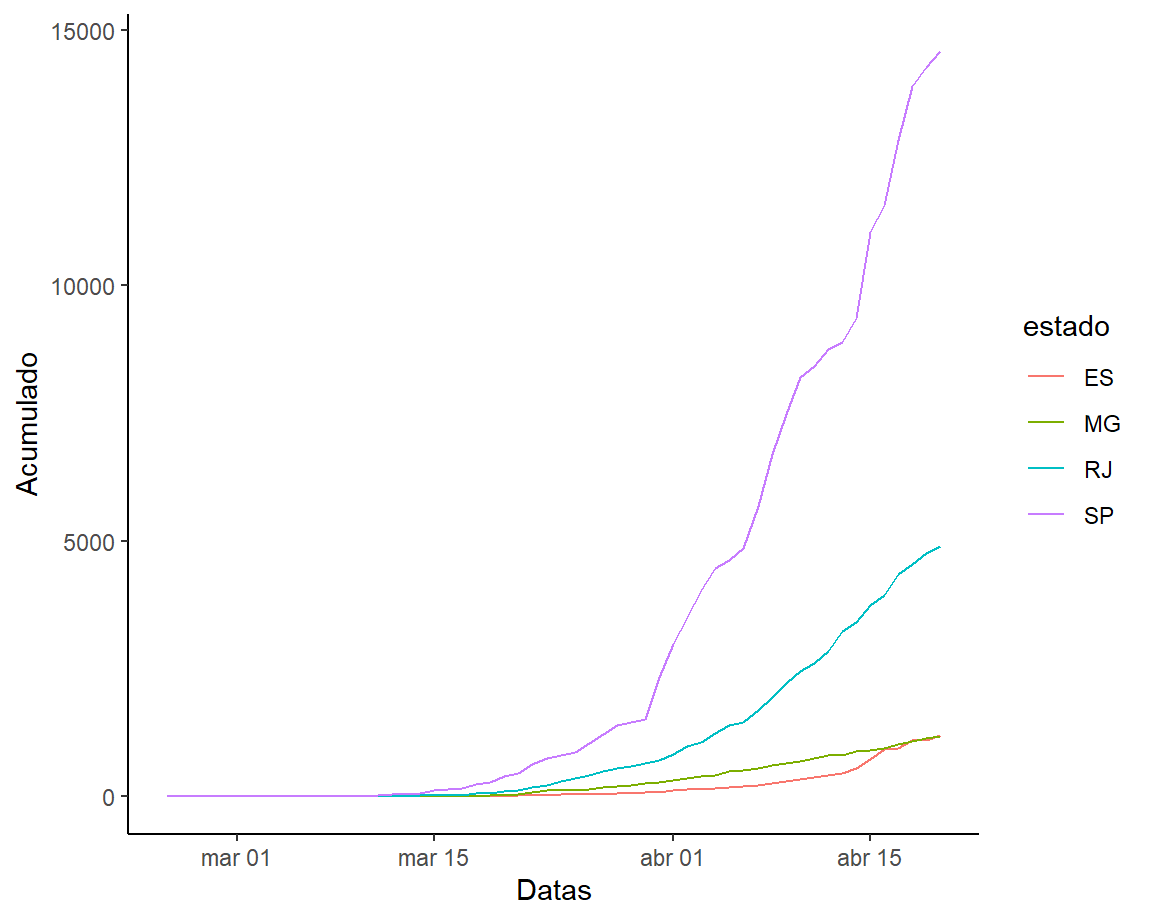 15000
10000
5000
0
Acumulado
mar 01
mar 15
abr 01
abr 15
Datas
estado
ES
MG
RJ
SP